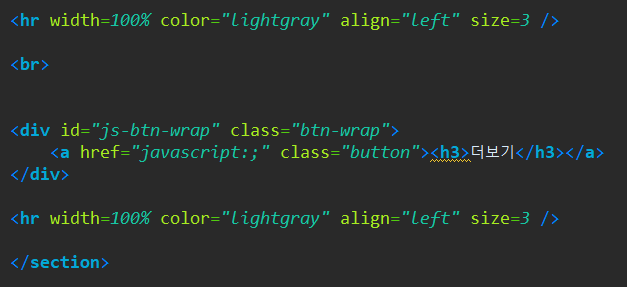 <hr width=100% color="lightgray" align="left" size=3 />
<br>
<div id="js-btn-wrap" class="btn-wrap">
<a href="javascript:;" class="button"><h3>더보기</h3></a>
</div>
<hr width=100% color="lightgray" align="left" size=3 />
</section>